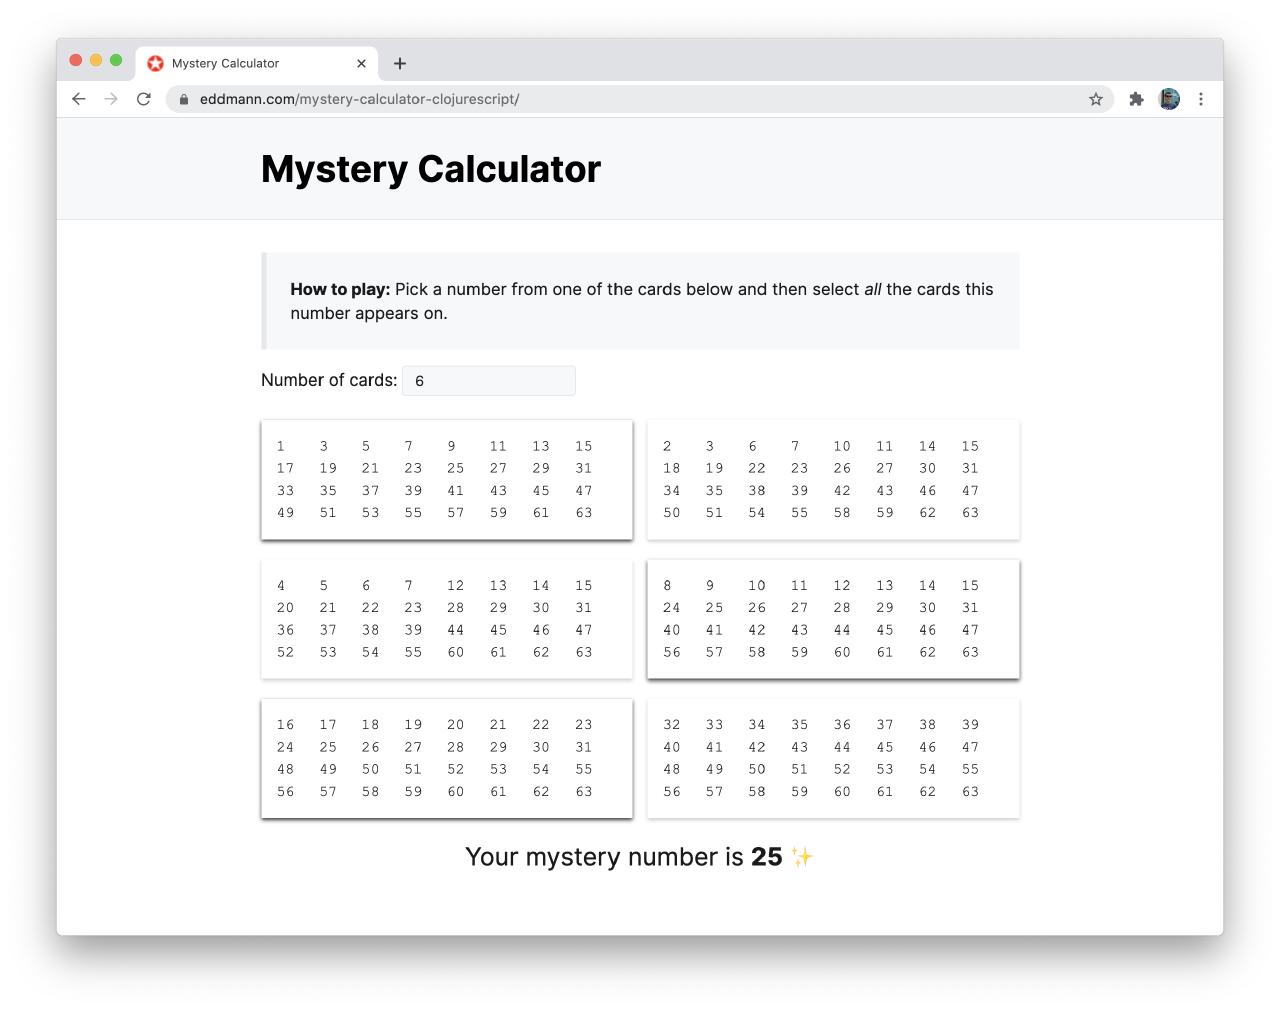 Mystery Calculator
eddmann.com/mystery-calculator-clojurescript/
Mystery Calculator
How to play: Pick a number from one of the cards below and then select all the cards this
number appears on.
Number of cards: 6
1 3 5 7 9 11 13 15
17 19 21 23 25 27 29 31
33 35 37 39 41 43 45 47
49 51 53 55 57 59 61 63
2 3 6 7 10 11 14 15
18 19 22 23 26 27 30 31
34 35 38 39 42 43 46 47
50 51 54 55 58 59 62 63
4 5 6 7 12 13 14 15
20 21 22 23 28 29 30 31
36 37 38 39 44 45 46 47
52 53 54 55 60 61 62 63
8 9 10 11 12 13 14 15
24 25 26 27 28 29 30 31
40 41 42 43 44 45 46 47
56 57 58 59 60 61 62 63
16 17 18 19 20 21 22 23
24 25 26 27 28 29 30 31
48 49 50 51 52 53 54 55
56 57 58 59 60 61 62 63
32 33 34 35 36 37 38 39
40 41 42 43 44 45 46 47
48 49 50 51 52 53 54 55
56 57 58 59 60 61 62 63
Your mystery number is 25 ✨